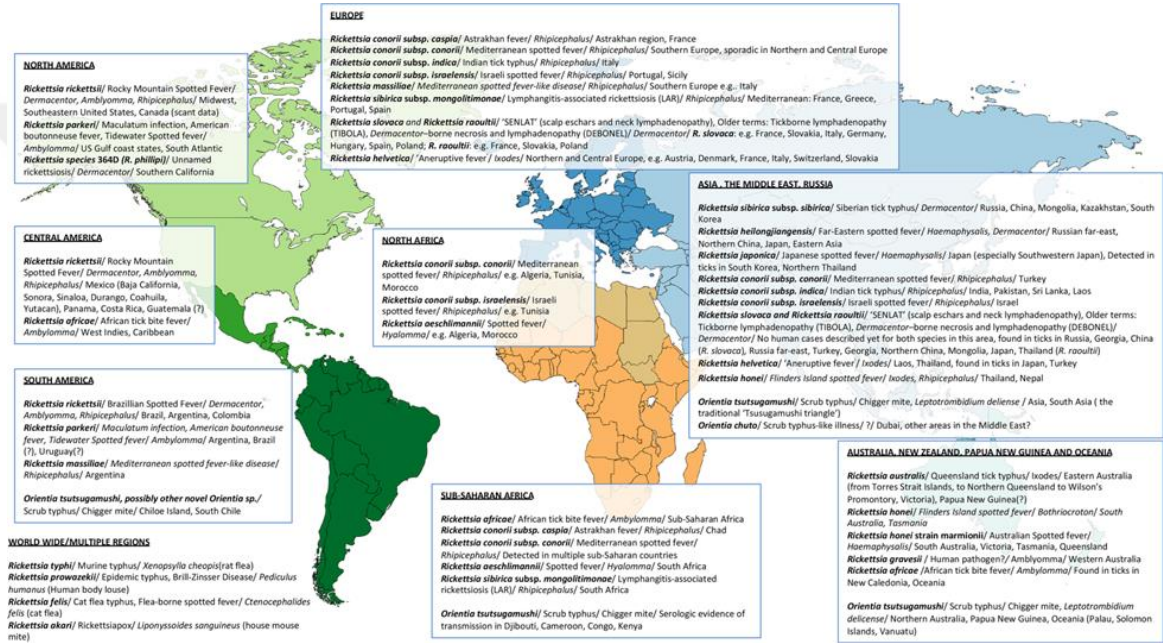 EUROPE
Rickettsia conorii subsp. caspia/ Astrakhan fever/ Rhipicephalus/ Astrakhan region, France
Rickettsia conorii subsp. conorii/ Mediterranean spotted fever/ Rhipicephalus/ Southern Europe, sporadic in Northern and Central Europe
Rickettsia conorii subsp. indica/ Indian tick typhus/ Rhipicephalus/ Italy
Rickettsia conorii subsp. israelensis/ Israeli spotted fever/ Rhipicephalus/ Portugal, Sicily
Rickettsia massiliae/ Mediterranean spotted fever-like disease/ Rhipicephalus/ Southern Europe e.g.. Italy
Rickettsia sibirica subsp. mongolitimonae/ Lymphangitis-associated rickettsiosis (LAR)/ Rhipicephalus/ Mediterranean: France, Greece,
Portugal, Spain
Rickettsia slovaca and Rickettsia raoultii/ 'SENLAT' (scalp eschars and neck lymphadenopathy), Older terms: Tickborne lymphadenopathy
(TIBOLA), Dermacentor–borne necrosis and lymphadenopathy (DEBONEL)/ Dermacentor/ R. slovaca: e.g. France, Slovakia, Italy, Germany,
Hungary, Spain, Poland; R. raoultii: e.g. France, Slovakia, Poland
Rickettsia helvetica/ 'Aneruptive fever'/ Ixodes/ Northern and Central Europe, e.g. Austria, Denmark, France, Italy, Switzerland, Slovakia
NORTH AMERICA
Rickettsia rickettsii/ Rocky Mountain Spotted Fever/
Dermacentor, Amblyomma, Rhipicephalus/ Midwest,
Southeastern United States, Canada (scant data)
Rickettsia parkeri/ Maculatum infection, American
boutonneuse fever, Tidewater Spotted fever/
Amblyomma/ US Gulf coast states, South Atlantic
Rickettsia species 364D (R. phillipi)/ Unnamed
rickettsiosis/ Dermacentor/ Southern California
ASIA , THE MIDDLE EAST, RUSSIA
Rickettsia sibirica subsp. sibirica/ Siberian tick typhus/ Dermacentor/ Russia, China, Mongolia, Kazakhstan, South
Korea
Rickettsia heilongjiangensis/ Far-Eastern spotted fever/ Haemaphysalis, Dermacentor/ Russian far-east,
Northern China, Japan, Eastern Asia
Rickettsia japonica/ Japanese spotted fever/ Haemaphysalis/ Japan (especially Southwestern Japan), Detected in
ticks in South Korea, Northern Thailand
Rickettsia conorii subsp. conorii/ Mediterranean spotted fever/ Rhipicephalus/ Turkey
Rickettsia conorii subsp. indica/ Indian tick typhus/ Rhipicephalus/ India, Pakistan, Sri Lanka, Laos
Rickettsia conorii subsp. israelensis/ Israeli spotted fever/ Rhipicephalus/ Israel
Rickettsia slovaca and Rickettsia raoultii/ 'SENLAT' (scalp eschars and neck lymphadenopathy), Older terms:
Tickborne lymphadenopathy (TIBOLA), Dermacentor–borne necrosis and lymphadenopathy (DEBONEL)/
Dermacentor/ No human cases described yet for both species in this area, found in ticks in Russia, Georgia, China
(R. slovaca), Russia far-east, Turkey, Georgia, Northern China, Mongolia, Japan, Thailand (R. raoultii)
Rickettsia helvetica/ 'Aneruptive fever'/ Ixodes/ Laos, Thailand, found in ticks in Japan, Turkey
Rickettsia honei/ Flinders Island spotted fever/ Ixodes, Rhipicephalus/ Thailand, Nepal
Orientia tsutsugamushi/ Scrub typhus/ Chigger mite, Leptotrombidium deliense / Asia, South Asia ( the
traditional 'Tsusugamushi triangle')
Orientia chuto/ Scrub typhus-like illness/ ?/ Dubai, other areas in the Middle East?
CENTRAL AMERICA
Rickettsia rickettsii/ Rocky Mountain
Spotted Fever/ Dermacentor, Amblyomma,
Rhipicephalus/ Mexico (Baja California,
Sonora, Sinaloa, Durango, Coahuila,
Yutacan), Panama, Costa Rica, Guatemala (?)
Rickettsia africae/ African tick bite fever/
Amblyomma/ West Indies, Caribbean
NORTH AFRICA
Rickettsia conorii subsp. conorii/ Mediterranean
spotted fever/ Rhipicephalus/ e.g. Algeria, Tunisia,
Morocco
Rickettsia conorii subsp. israelensis/ Israeli
spotted fever/ Rhipicephalus/ e.g. Tunisia
Rickettsia aeschlimannii/ Spotted fever/
Hyalomma/ e.g. Algeria, Morocco
SOUTH AMERICA
Rickettsia rickettsii/ Brazillian Spotted Fever/ Dermacentor,
Amblyomma, Rhipicephalus/ Brazil, Argentina, Colombia
Rickettsia parkeri/ Maculatum infection, American boutonneuse
fever, Tidewater Spotted fever/ Amblyomma/ Argentina, Brazil
(?), Uruguay(?)
Rickettsia massiliae/ Mediterranean spotted fever-like disease/
Rhipicephalus/ Argentina
Orientia tsutsugamushi, possibly other novel Orientia sp./
Scrub typhus/ Chigger mite/ Chiloe Island, South Chile
AUSTRALIA, NEW ZEALAND, PAPUA NEW GUINEA AND OCEANIA
Rickettsia australis/ Queensland tick typhus/ Ixodes/ Eastern Australia
(from Torres Strait Islands, to Northern Queensland to Wilson's
Promontory, Victoria), Papua New Guinea(?)
Rickettsia honei/ Flinders Island spotted fever/ Bothriocroton/ South
Australia, Tasmania
Rickettsia honei strain marmionii/ Australian Spotted fever/
Haemaphysalis/ South Australia, Victoria, Tasmania, Queensland
Rickettsia gravesii / Human pathogen?/ Amblyomma/ Western Australia
Rickettsia africae /African tick bite fever/ Amblyomma/ Found in ticks in
New Caledonia, Oceania
Orientia tsutsugamushi/ Scrub typhus/ Chigger mite, Leptotrombidium
delicense/ Northern Australia, Papua New Guinea, Oceania (Palau, Solomon
Islands, Vanuatu)
SUB-SAHARAN AFRICA
Rickettsia africae/ African tick bite fever/ Ambylomma/ Sub-Saharan Africa
Rickettsia conorii subsp. caspia/ Astrakhan fever/ Rhipicephalus/ Chad
Rickettsia conorii subsp. conorii/ Mediterranean spotted fever/
Rhipicephalus/ Detected in multiple sub-Saharan countries
Rickettsia aeschlimannii/ Spotted fever/ Hyalomma/ South Africa
Rickettsia sibirica subsp. mongolitimonae/ Lymphangitis-associated
rickettsiosis (LAR)/ Rhipicephalus/ South Africa
Orientia tsutsugamushi/ Scrub typhus/ Chigger mite/ Serologic evidence of
transmission in Djibouti, Cameroon, Congo, Kenya
WORLD WIDE/MULTIPLE REGIONS
Rickettsia typhi/ Murine typhus/ Xenopsylla cheopis(rat flea)
Rickettsia prowazekii/ Epidemic typhus, Brill-Zinsser Disease/ Pediculus
humanus (Human body louse)
Rickettsia felis/ Cat flea typhus, Flea-borne spotted fever/ Ctenocephalides
felis (cat flea)
Rickettsia akari/ Rickettsiapox/ Liponyssoides sanguineus (house mouse
mite)